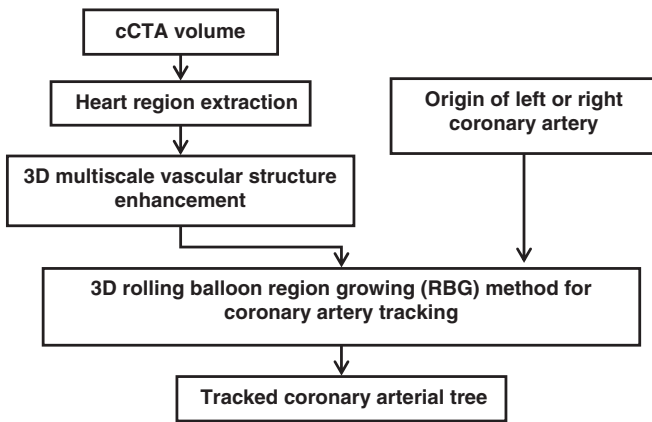 cCTA volume
Heart region extraction
Origin of left or right
coronary artery
3D multiscale vascular structure
enhancement
3D rolling balloon region growing (RBG) method for
coronary artery tracking
Tracked coronary arterial tree